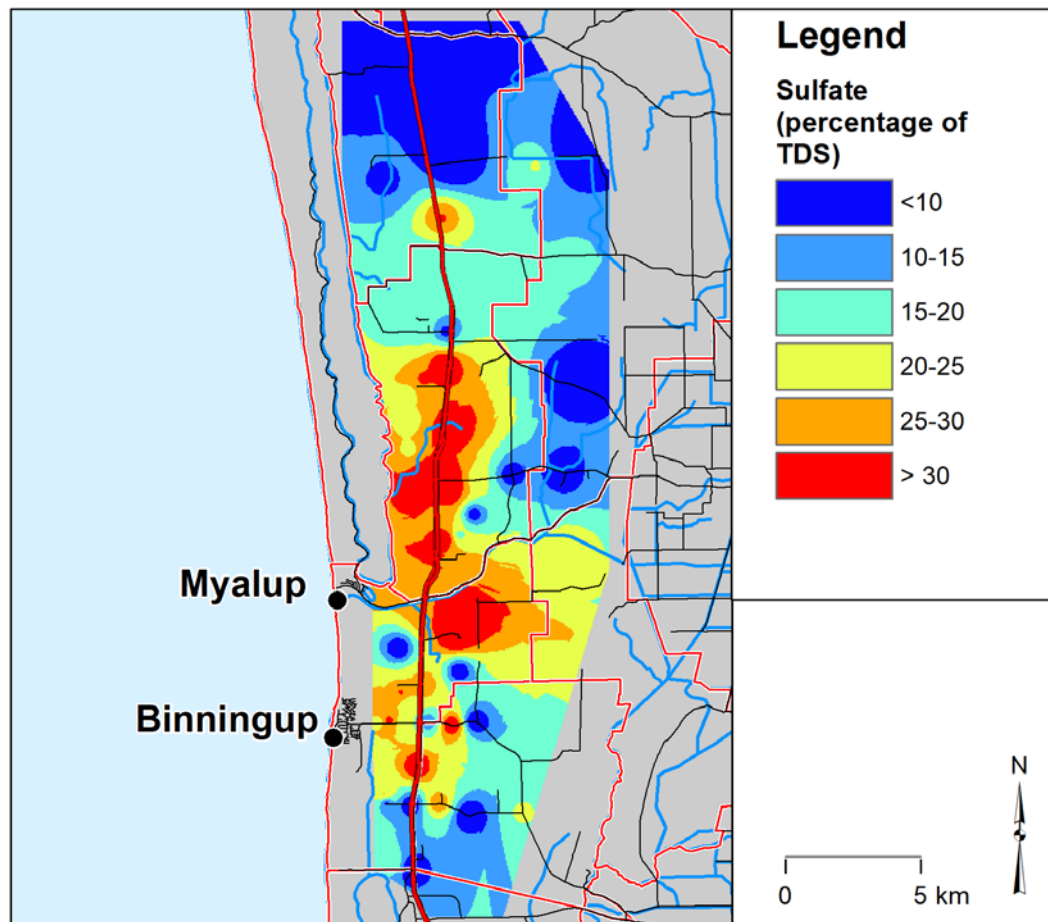 Legend
Sulfate
(percentage of
TDS)
<10
10-15
15-20
20-25
25-30
> 30
Myalup
Binningup
N
0 5 km